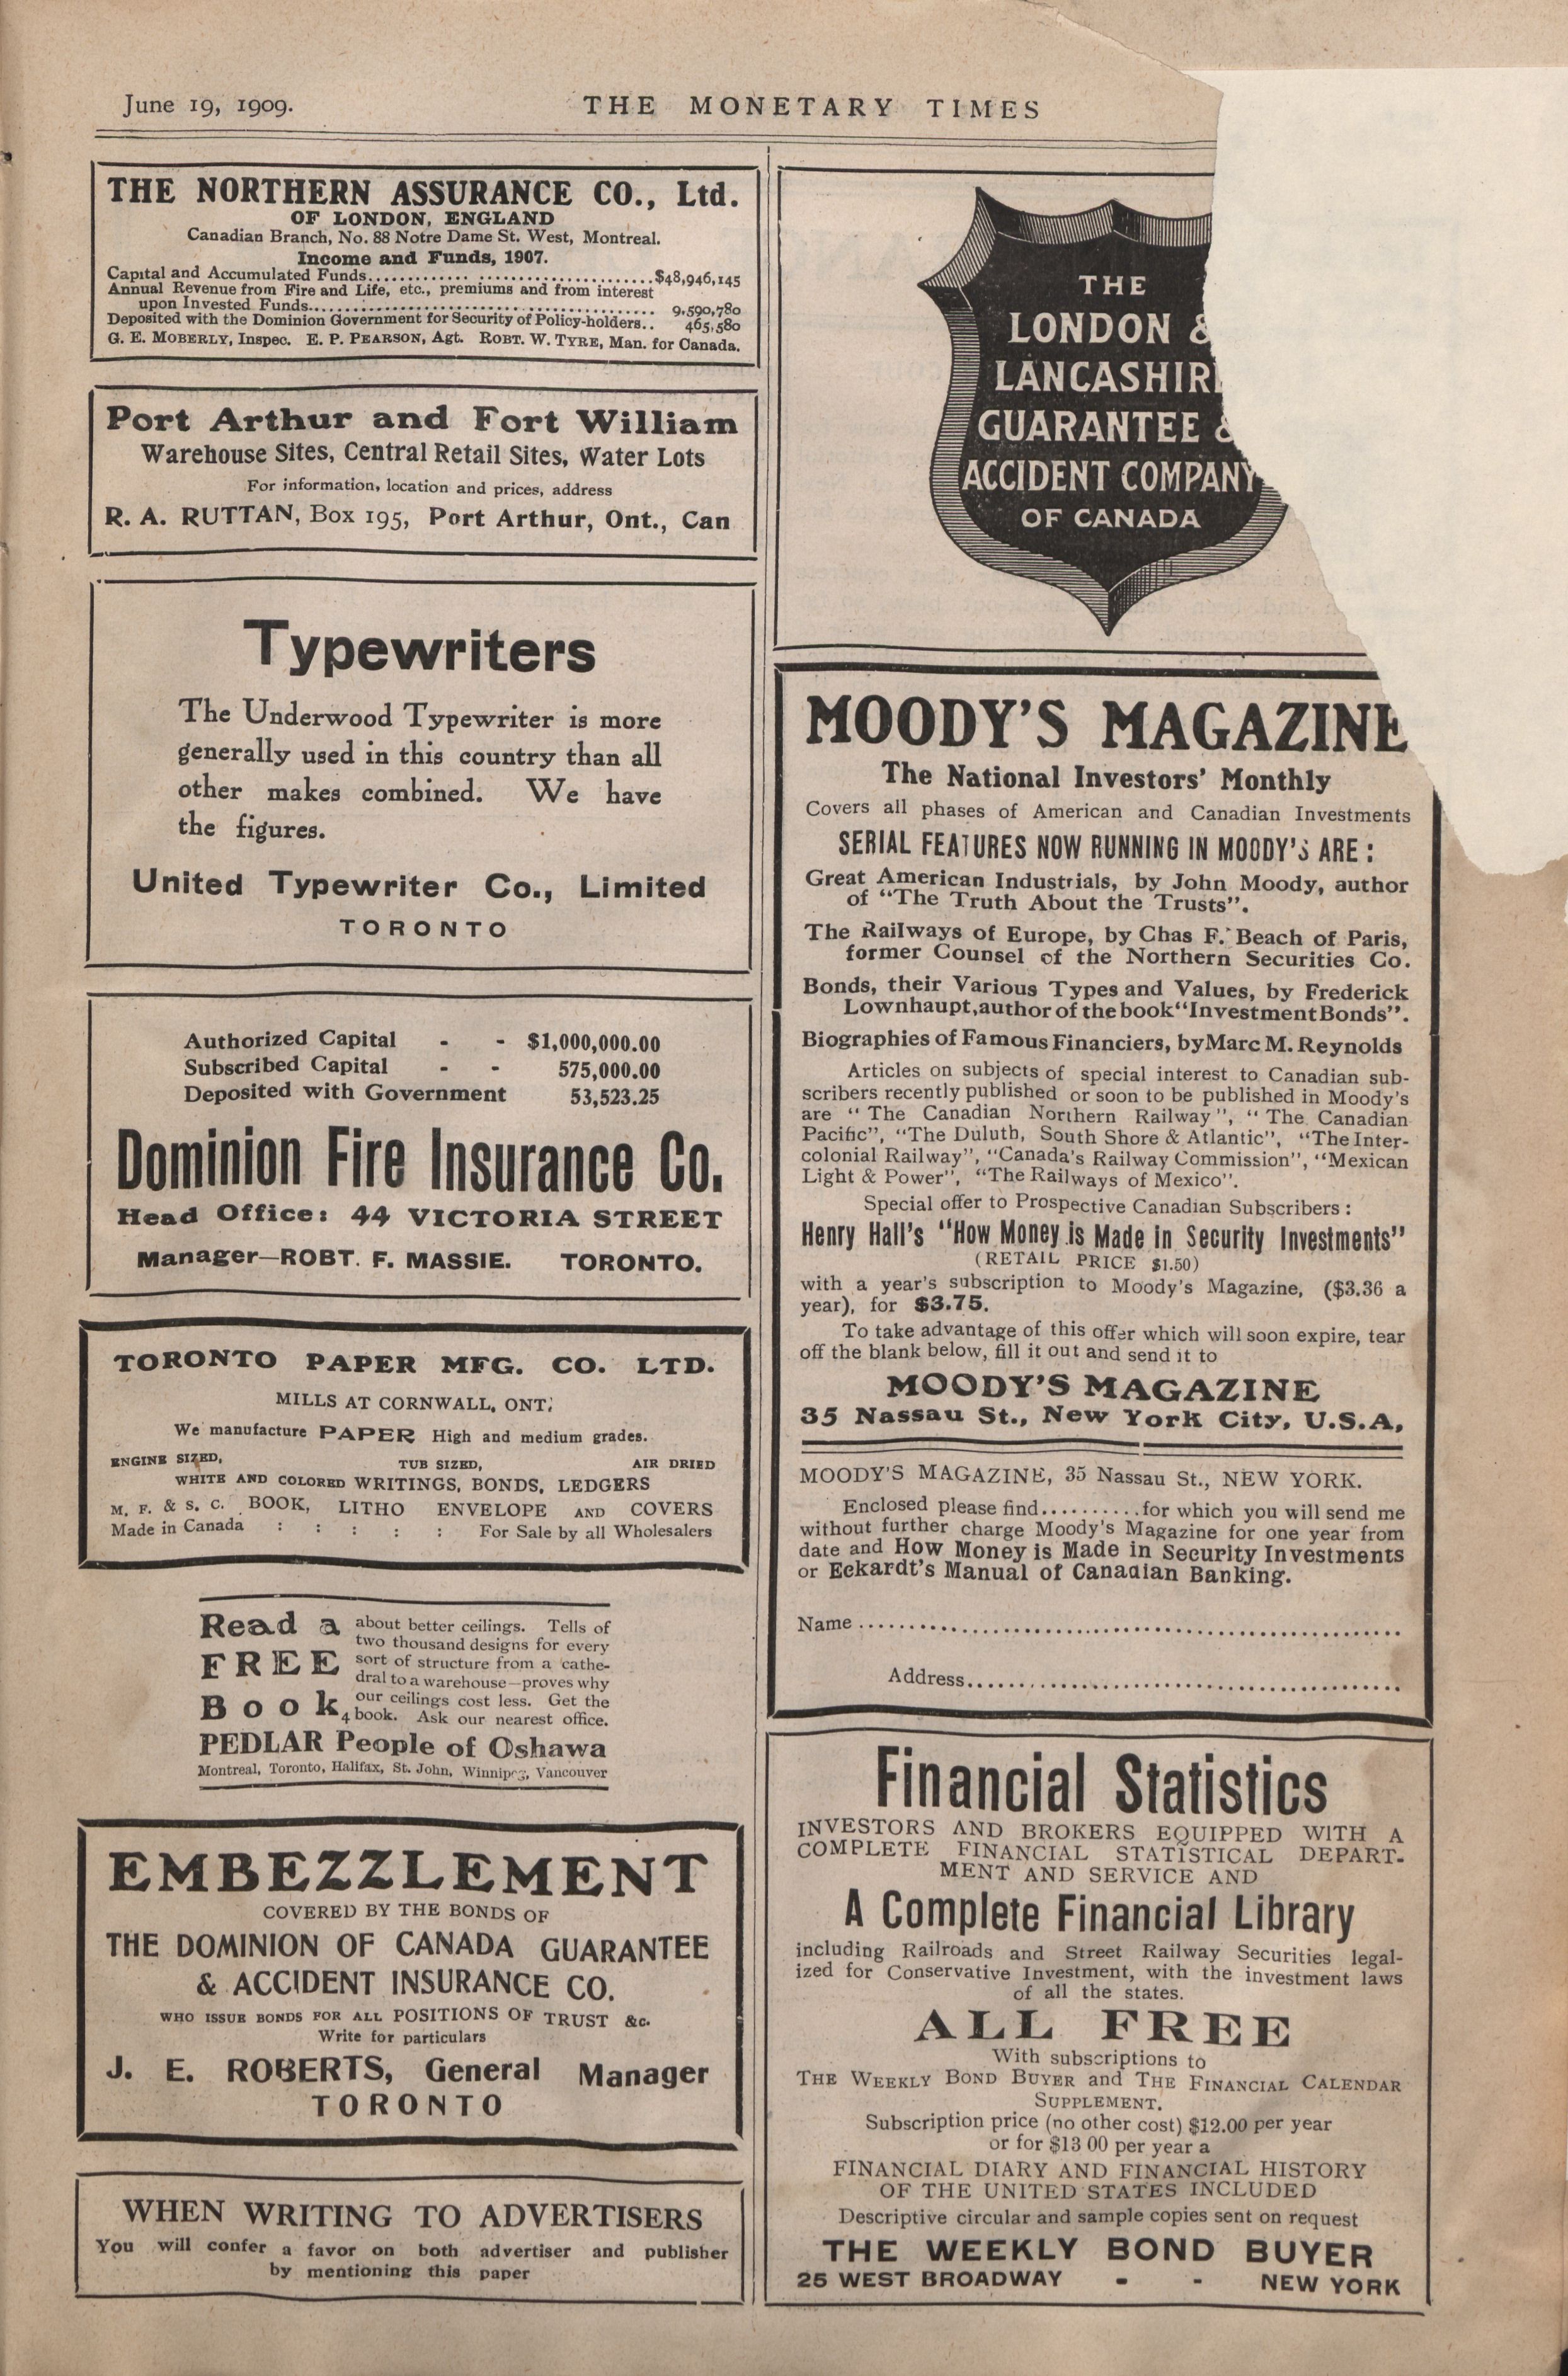 June 19, 1909.
THE MONETARY TIMES
THE NORTHERN ASSURANCE CO., Ltd.
OF LONDON, ENGLAND
Canadian Branch, No. 88 Notre Dame St. West, Montreal.
Income and Funds, 1907.
Capital and Accumulated Funds.................................$48,946,145
Annual Revenue from Fire and Life, etc., premiums and from interest
upon Invested Funds........................................ 9,590,780
Deposited with the Dominion Government for Security of Policy-holders.. 465,580
G. E. MOBERLY, Inspec. E. P. PEARSON, Agt. ROBT. W. TYRE, Man. for Canada.
Port Arthur and Fort William
Warehouse Sites, Central Retail Sites, Water Lots
For information, location and prices, address
R. A. RUTTAN, Box 195, Port Arthur, Ont., Can
Typewriters
The Underwood Typewriter is more
generally used in this country than all
other makes combined. We have
the figures.
United Typewriter Co., Limited
TORONTO
Authorized Capital - - $1,000,000.00
Subscribed Capital - - 575,000.00
Deposited with Government 53,523.25
Dominion Fire Insurance Co.
Head Office: 44 VICTORIA STREET
Manager—ROBT. F. MASSIE. TORONTO.
TORONTO PAPER MFG. CO. LTD.
MILLS AT CORNWALL, ONT.
We manufacture PAPER High and medium grades.
ENGINE SIZED, TUB SIZED, AIR DRIED
WHITE AND COLORED WRITINGS, BONDS, LEDGERS
M. F. & S. C. BOOK, LITHO ENVELOPE AND COVERS
Made in Canada : : : : : For Sale by all Wholesalers
Read a FREE Book
about better ceilings. Tells of
two thousand designs for every
sort of structure from a cathe-
dral to a warehouse—proves why
our ceilings cost less. Get the
4 book. Ask our nearest office.
PEDLAR People of Oshawa
Montreal, Toronto, Halifax, St. John, Winnipeg, Vancouver
EMBEZZLEMENT
COVERED BY THE BONDS OF
THE DOMINION OF CANADA GUARANTEE
& ACCIDENT INSURANCE CO.
WHO ISSUE BONDS FOR ALL POSITIONS OF TRUST &c.
Write for particulars
J. E. ROBERTS, General Manager
TORONTO
WHEN WRITING TO ADVERTISERS
You will confer a favor on both advertiser and publisher
by mentioning this paper
THE
LONDON &
LANCASHIR
GUARANTEE &
ACCIDENT COMPANY
OF CANADA
MOODY'S MAGAZINE
The National Investors' Monthly
Covers all phases of American and Canadian Investments
SERIAL FEATURES NOW RUNNING IN MOODY'S ARE :
Great American Industrials, by John Moody, author
of "The Truth About the Trusts".
The Railways of Europe, by Chas F. Beach of Paris,
former Counsel of the Northern Securities Co.
Bonds, their Various Types and Values, by Frederick
Lownhaupt, author of the book "Investment Bonds".
Biographies of Famous Financiers, by Marc M. Reynolds
Articles on subjects of special interest to Canadian sub-
scribers recently published or soon to be published in Moody's
are "The Canadian Northern Railway", "The Canadian
Pacific", "The Duluth, South Shore & Atlantic", "The Inter-
colonial Railway", "Canada's Railway Commission", "Mexican
Light & Power", "The Railways of Mexico".
Special offer to Prospective Canadian Subscribers :
Henry Hall's "How Money is Made in Security Investments"
(RETAIL PRICE $1.50)
with a year's subscription to Moody's Magazine, ($3.36 a
year), for $3.75.
To take advantage of this offer which will soon expire, tear
off the blank below, fill it out and send it to
MOODY'S MAGAZINE
35 Nassau St., New York City, U.S.A,
MOODY'S MAGAZINE, 35 Nassau St., NEW YORK.
Enclosed please find..........for which you will send me
without further charge Moody's Magazine for one year from
date and How Money is Made in Security Investments
or Eckardt's Manual of Canadian Banking.
Name ......................................................
Address...........................................
Financial Statistics
INVESTORS AND BROKERS EQUIPPED WITH A
COMPLETE FINANCIAL STATISTICAL DEPART-
MENT AND SERVICE AND
A Complete Financial Library
including Railroads and Street Railway Securities legal-
ized for Conservative Investment, with the investment laws
of all the states.
ALL FREE
With subscriptions to
THE WEEKLY BOND BUYER and THE FINANCIAL CALENDAR
SUPPLEMENT.
Subscription price (no other cost) $12.00 per year
or for $13 00 per year a
FINANCIAL DIARY AND FINANCIAL HISTORY
OF THE UNITED STATES INCLUDED
Descriptive circular and sample copies sent on request
THE WEEKLY BOND BUYER
25 WEST BROADWAY - - NEW YORK